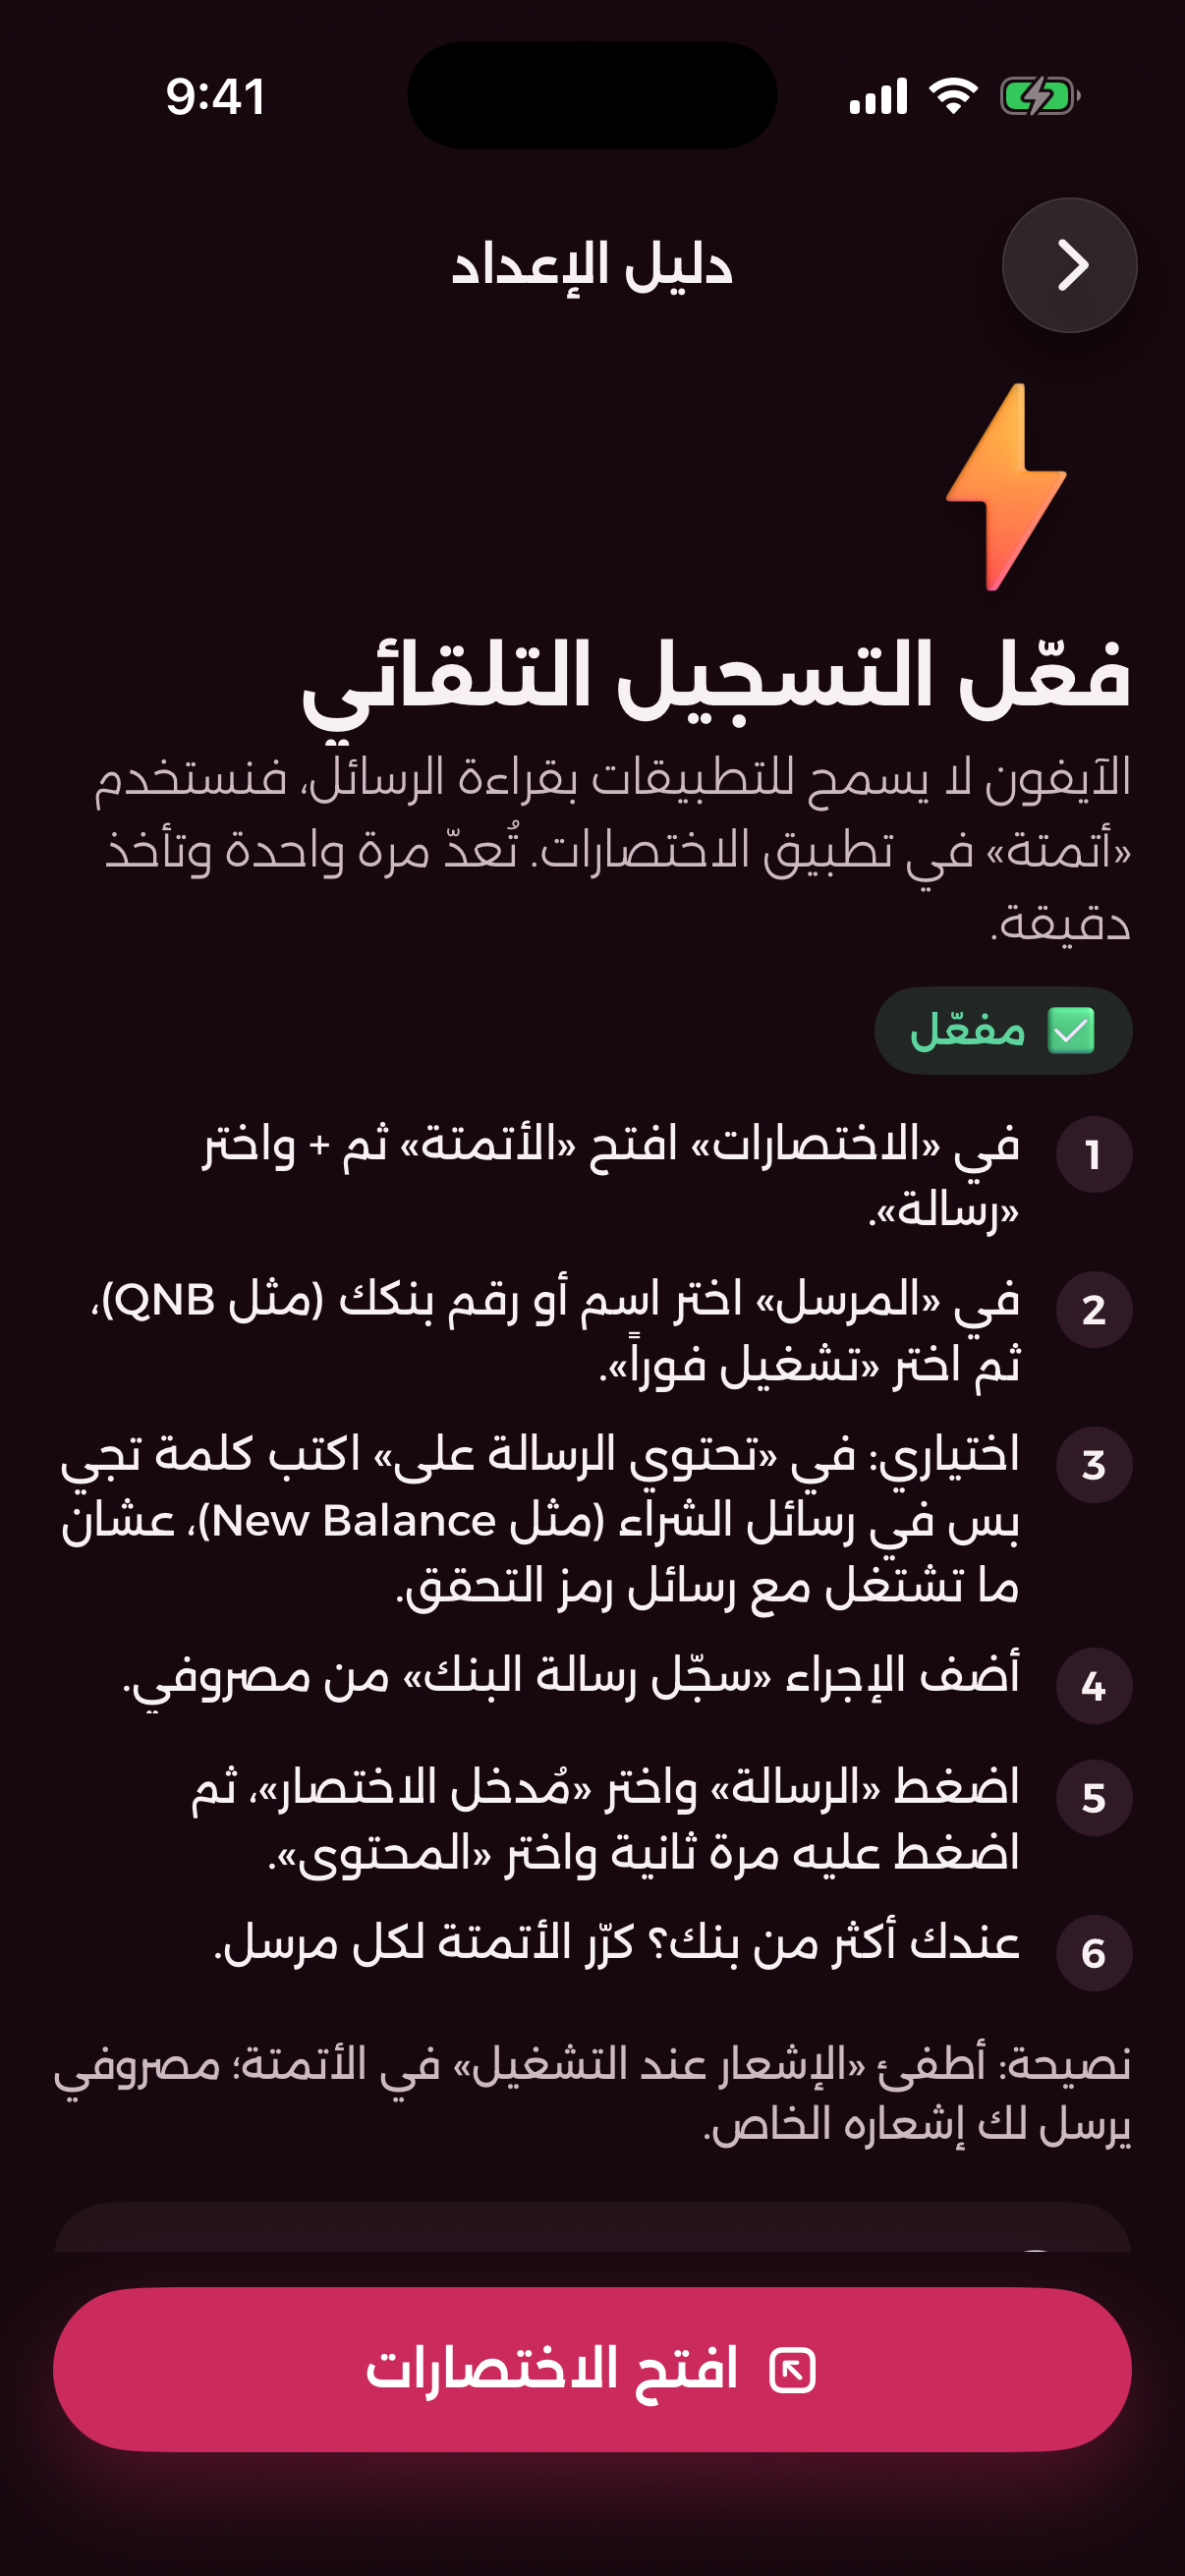 9:41
دليل الإعداد
فعّل التسجيل التلقائي
الآيفون لا يسمح للتطبيقات بقراءة الرسائل، فنستخدم
«أتمتة» في تطبيق الاختصارات. تُعدّ مرة واحدة وتأخذ
دقيقة.
مفعّل
1 في «الاختصارات» افتح «الأتمتة» ثم + واختر
«رسالة».
2 في «المرسل» اختر اسم أو رقم بنكك (مثل QNB)،
ثم اختر «تشغيل فوراً».
3 اختياري: في «تحتوي الرسالة على» اكتب كلمة تجي
بس في رسائل الشراء (مثل New Balance)، عشان
ما تشتغل مع رسائل رمز التحقق.
4 أضف الإجراء «سجّل رسالة البنك» من مصروفي.
5 اضغط «الرسالة» واختر «مُدخل الاختصار»، ثم
اضغط عليه مرة ثانية واختر «المحتوى».
6 عندك أكثر من بنك؟ كرّر الأتمتة لكل مرسل.
نصيحة: أطفئ «الإشعار عند التشغيل» في الأتمتة؛ مصروفي
يرسل لك إشعاره الخاص.
افتح الاختصارات